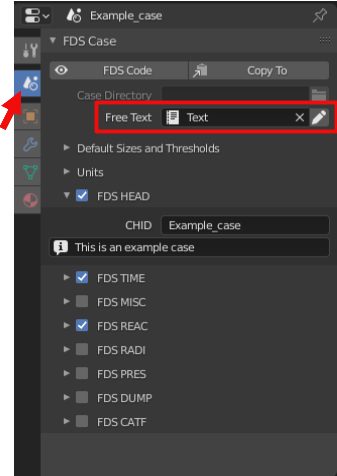 Example_case
FDS Case
FDS Code Copy To
Case Directory
Free Text Text
Default Sizes and Thresholds
Units
FDS HEAD
CHID Example_case
This is an example case
FDS TIME
FDS MISC
FDS REAC
FDS RADI
FDS PRES
FDS DUMP
FDS CATF